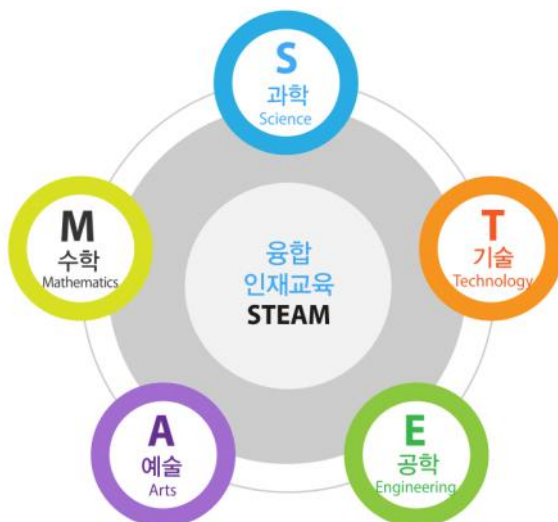 S
과학
Science
M
수학
Mathematics
T
기술
Technology
융합
인재교육
STEAM
A
예술
Arts
E
공학
Engineering